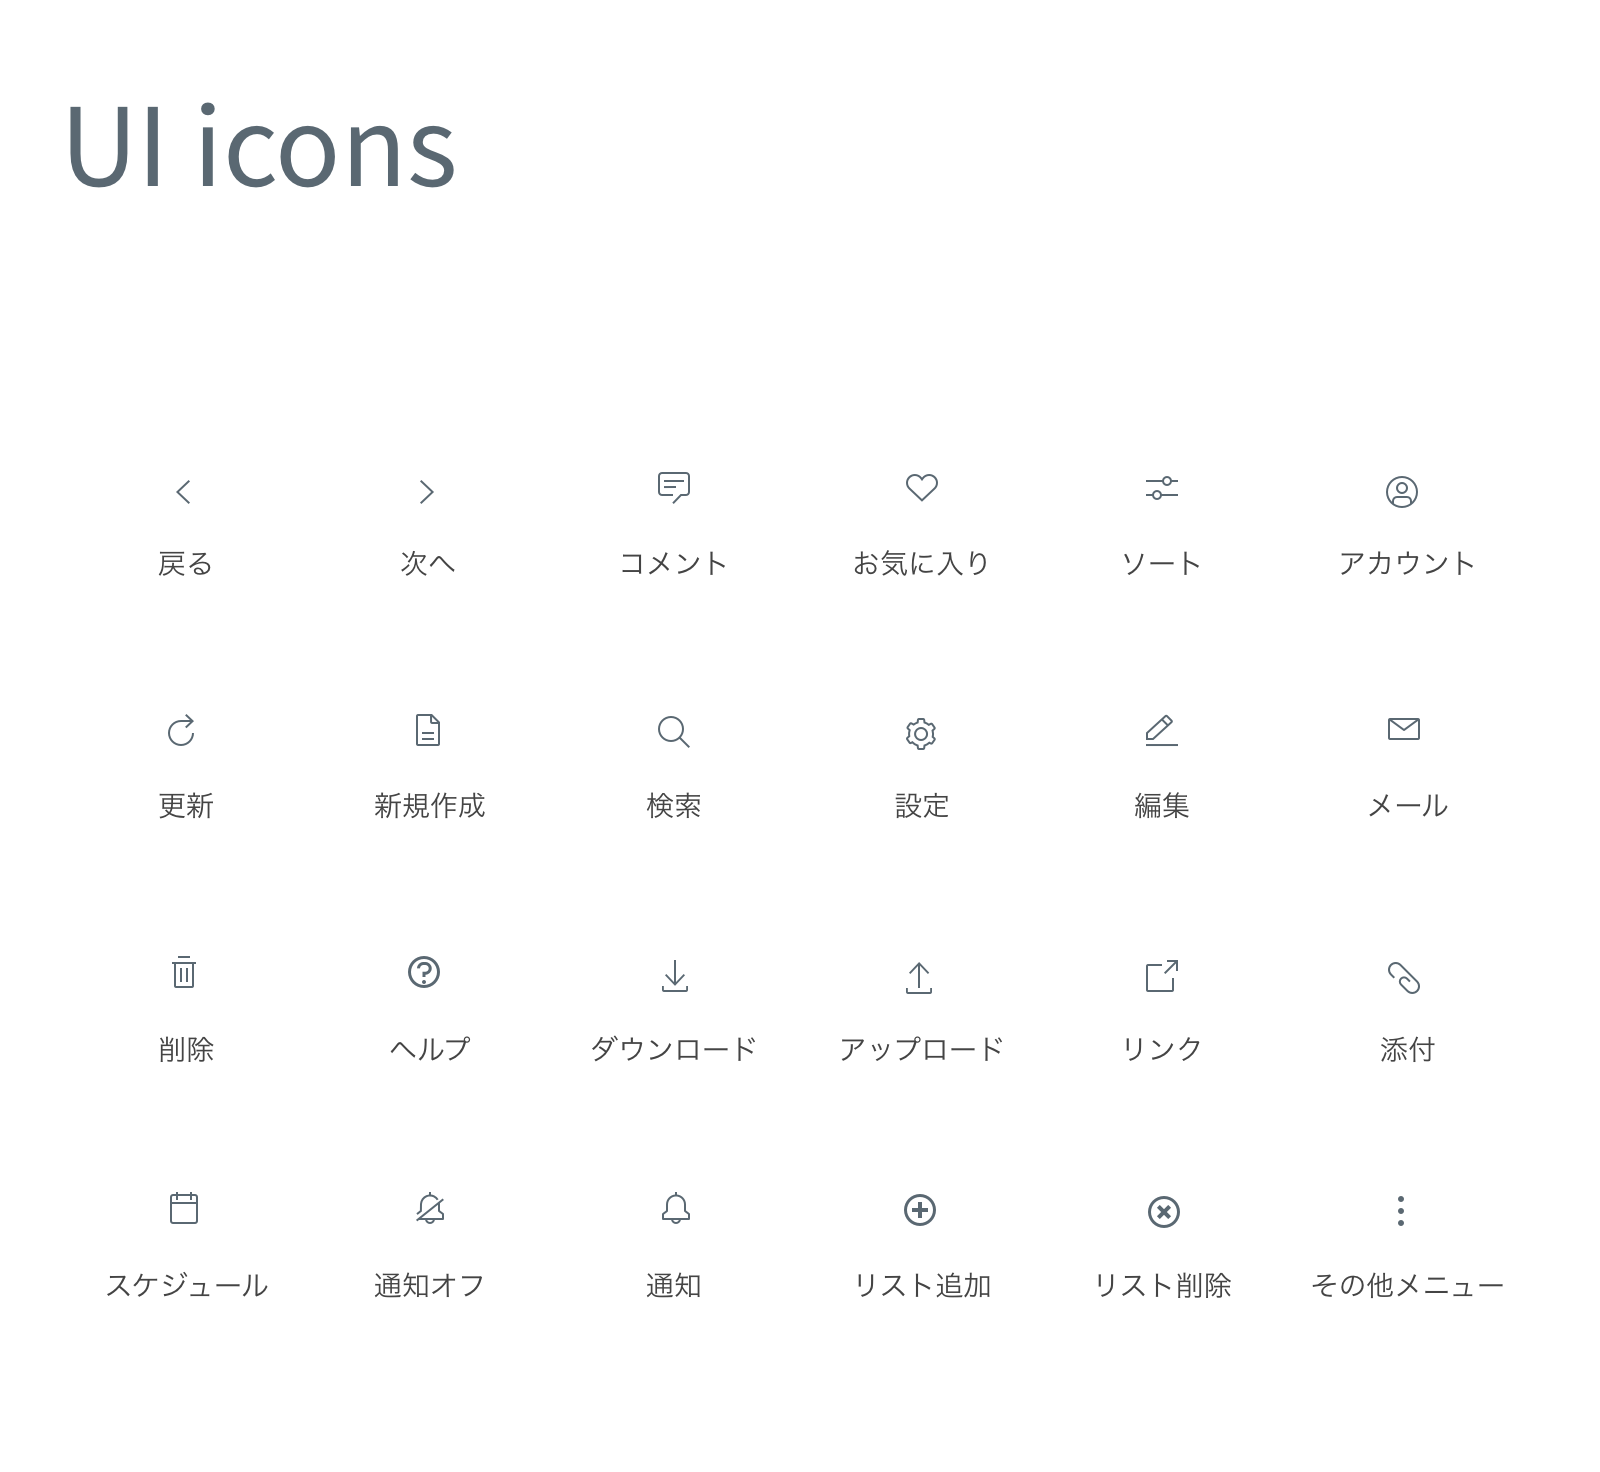 UI icons
戻る 次へ コメント お気に入り ソート アカウント
更新 新規作成 検索 設定 編集 メール
削除 ヘルプ ダウンロード アップロード リンク 添付
スケジュール 通知オフ 通知 リスト追加 リスト削除 その他メニュー